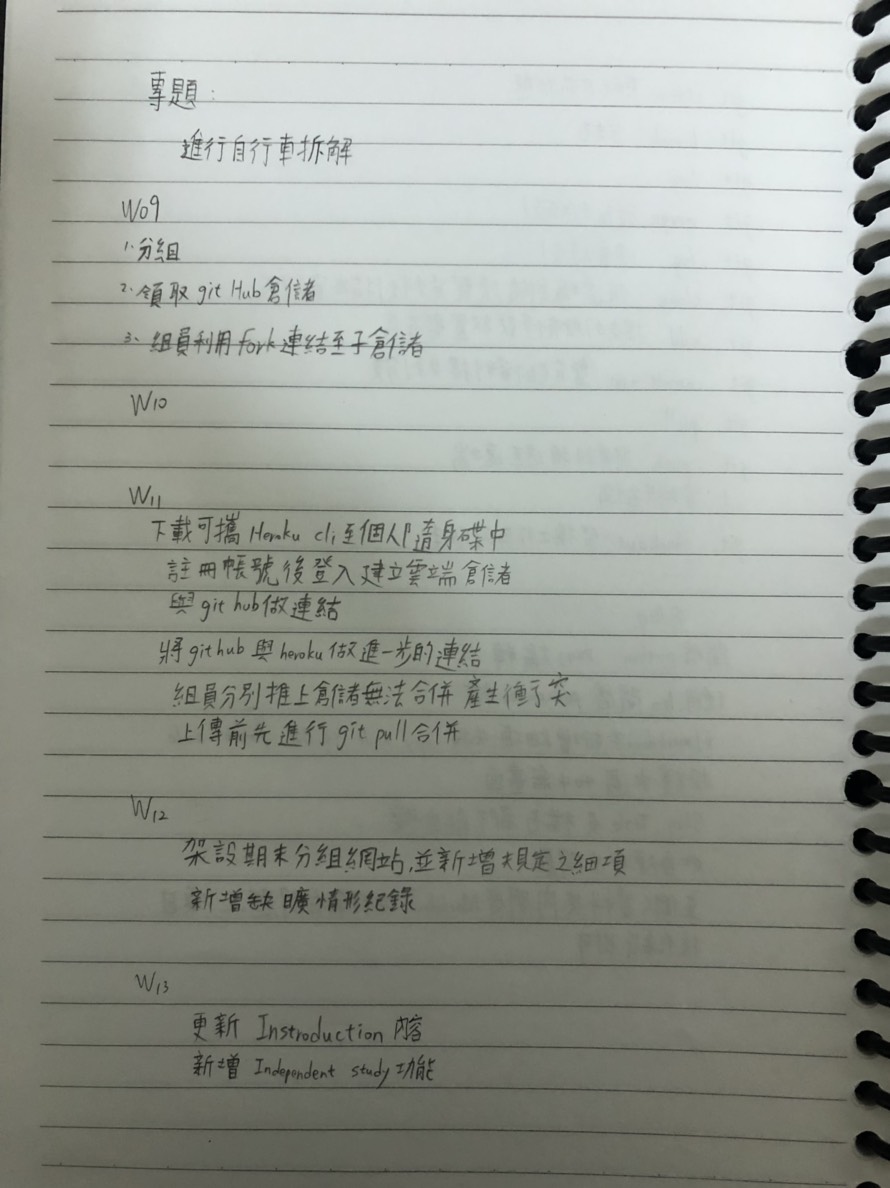 專題:
進行自行車拆解
W09
1. 分組
2. 領取 git Hub 倉儲
3. 組員利用 fork 連結至子倉儲
W10
W11
下載可攜 Heroku cli 至個人隨身碟中
註冊帳號後登入建立雲端倉儲
與 git hub 做連結
將 git hub 與 heroku 做進一步的連結
組員分別推上倉儲無法合併 產生衝突
上傳前先進行 git pull 合併
W12
架設期末分組網站,並新增規定之細項
新增缺曠情形紀錄
W13
更新 Instroduction 內容
新增 Independent study 功能